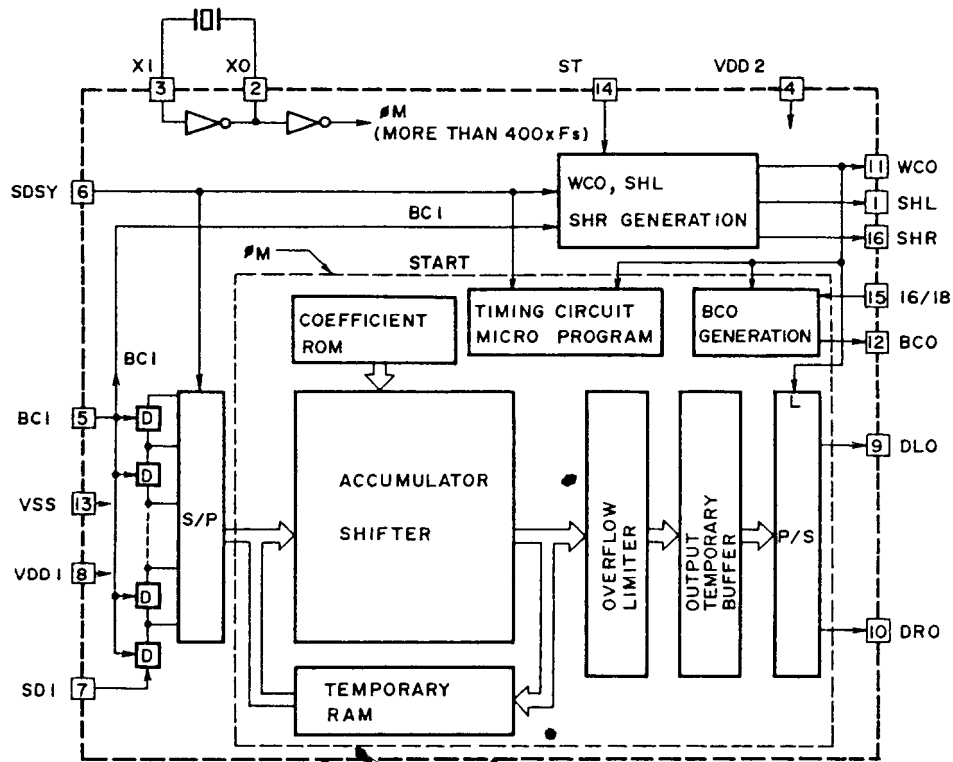 X1 XO ST VDD 2
3 2 14 4
øM
(MORE THAN 400xFs)
SDSY 6
WCO, SHL
SHR GENERATION
11 WCO
1 SHL
16 SHR
BC1
øM
START
COEFFICIENT
ROM
TIMING CIRCUIT
MICRO PROGRAM
BCO
GENERATION
15 16/18
12 BCO
BC1
BC1 5
D
D
D
D
VSS 13
VDD1 8
SD1 7
S/P
ACCUMULATOR
SHIFTER
OVERFLOW
LIMITER
OUTPUT
TEMPORARY
BUFFER
L
P/S
9 DLO
10 DRO
TEMPORARY
RAM